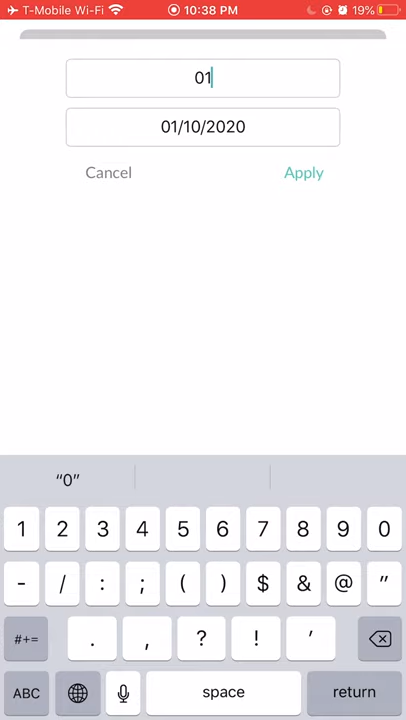 T-Mobile Wi-Fi 10:38 PM 19%
01
01/10/2020
Cancel Apply
“0”
1 2 3 4 5 6 7 8 9 0
- / : ; ( ) $ & @ ”
#+= . , ? ! ’
ABC space return